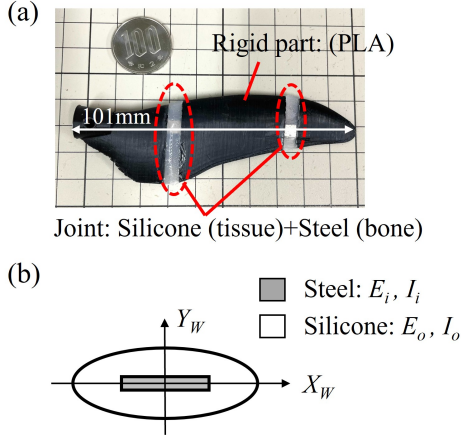 (a)
100
Rigid part: (PLA)
101mm
Joint: Silicone (tissue)+Steel (bone)
(b)
Steel: E_i, I_i
Silicone: E_o, I_o
Y_W
X_W